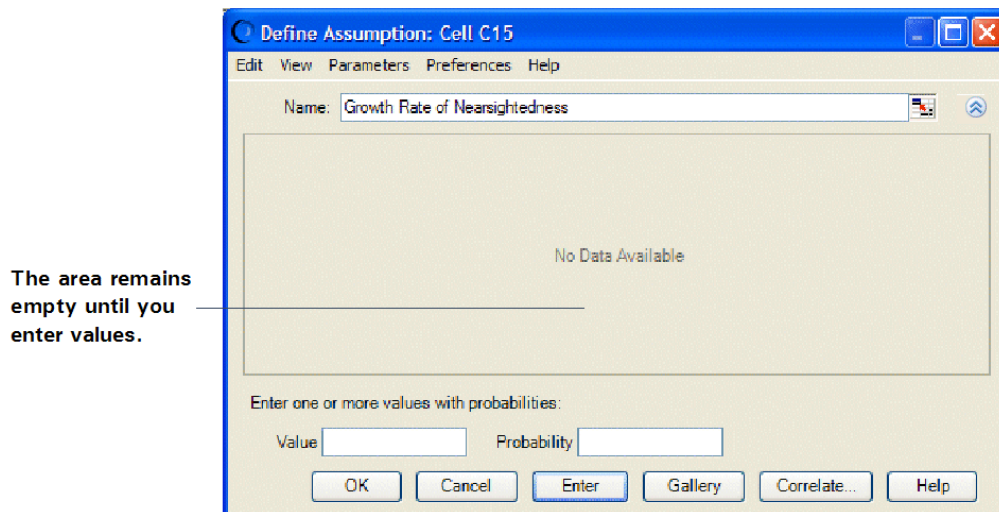 Define Assumption: Cell C15
Edit View Parameters Preferences Help
Name: Growth Rate of Nearsightedness
No Data Available
The area remains
empty until you
enter values.
Enter one or more values with probabilities:
Value Probability
OK Cancel Enter Gallery Correlate... Help